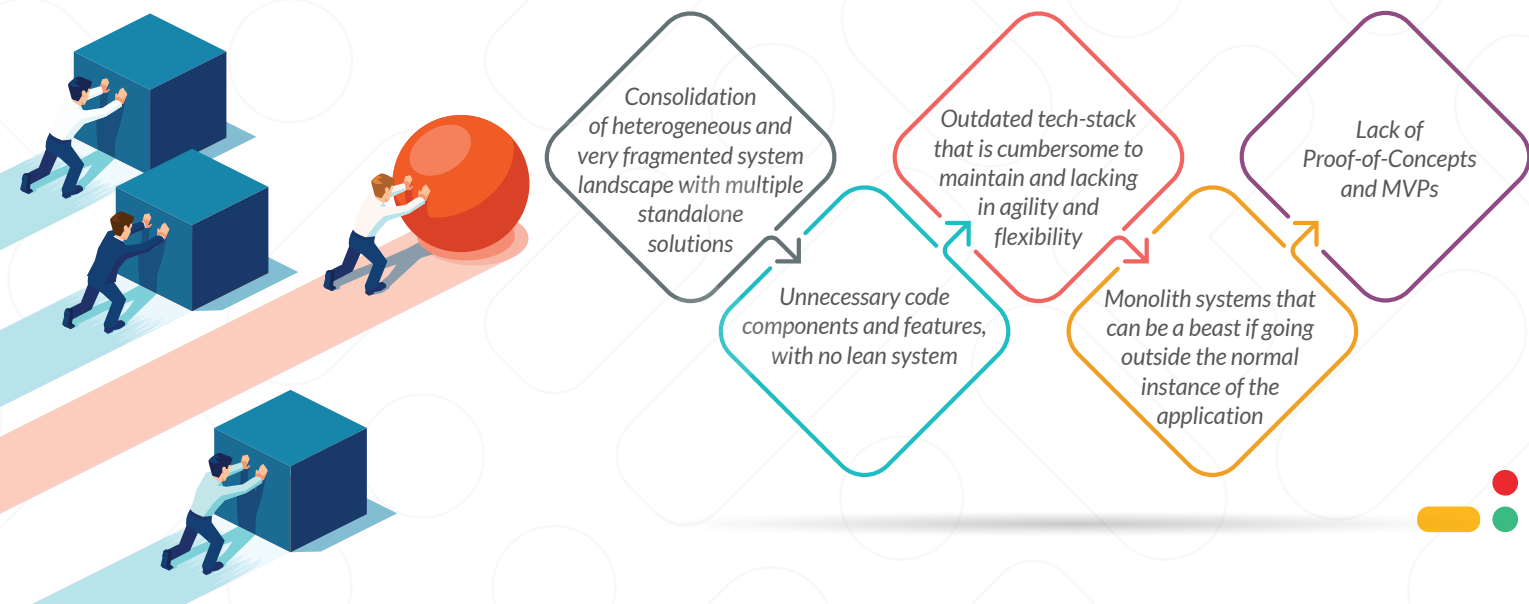 Consolidation
of heterogeneous and
very fragmented system
landscape with multiple
standalone
solutions
Unnecessary code
components and features,
with no lean system
Outdated tech-stack
that is cumbersome to
maintain and lacking
in agility and
flexibility
Monolith systems that
can be a beast if going
outside the normal
instance of the
application
Lack of
Proof-of-Concepts
and MVPs